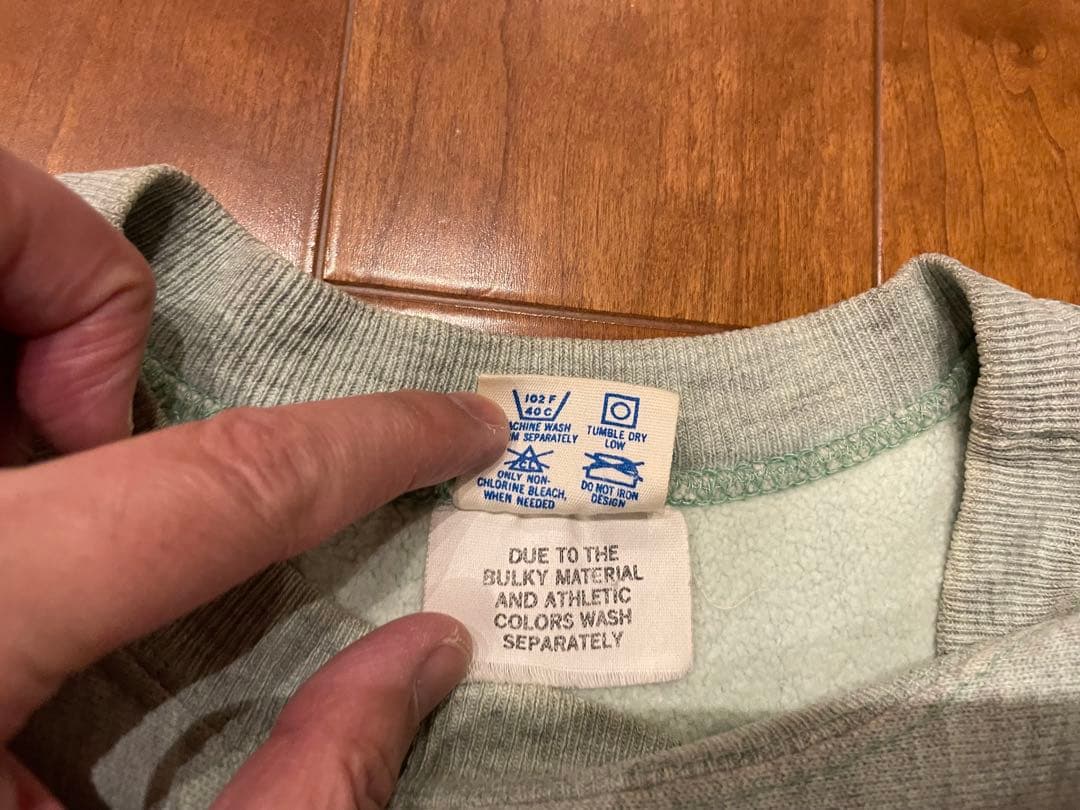 102 F
40 C
ACHINE WASH
M SEPARATELY
TUMBLE DRY
LOW
CL
ONLY NON-
CHLORINE BLEACH,
WHEN NEEDED
DO NOT IRON
DESIGN
DUE TO THE
BULKY MATERIAL
AND ATHLETIC
COLORS WASH
SEPARATELY